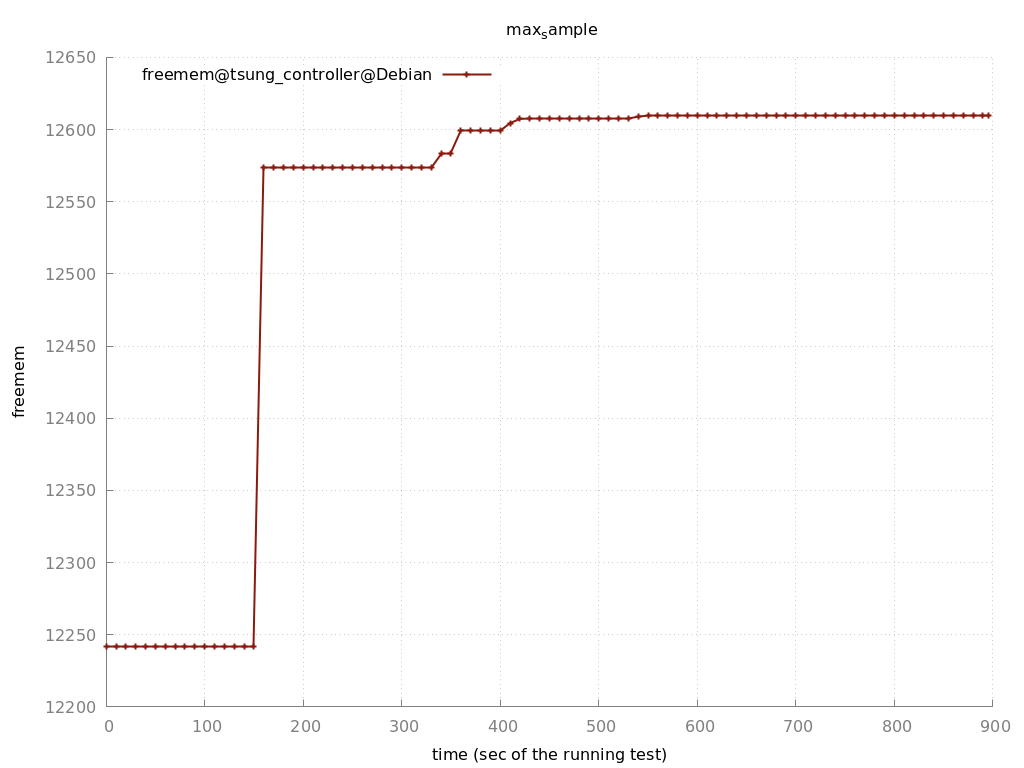 maxₛample
freemem@tsung_controller@Debian
12650
12600
12550
12500
12450
12400
12350
12300
12250
12200
freemem
0 100 200 300 400 500 600 700 800 900
time (sec of the running test)